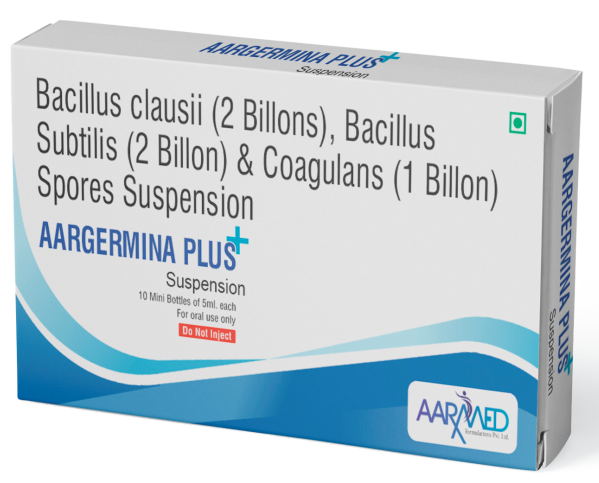 AARGERMINA PLUS+
Suspension
Bacillus clausii (2 Billons), Bacillus
Subtilis (2 Billon) & Coagulans (1 Billon)
Spores Suspension
AARGERMINA PLUS+
Suspension
10 Mini Bottles of 5ml. each
For oral use only
Do Not Inject
AARMED
Formulations Pvt. Ltd.
AARGERMINA PLUS+
Suspension